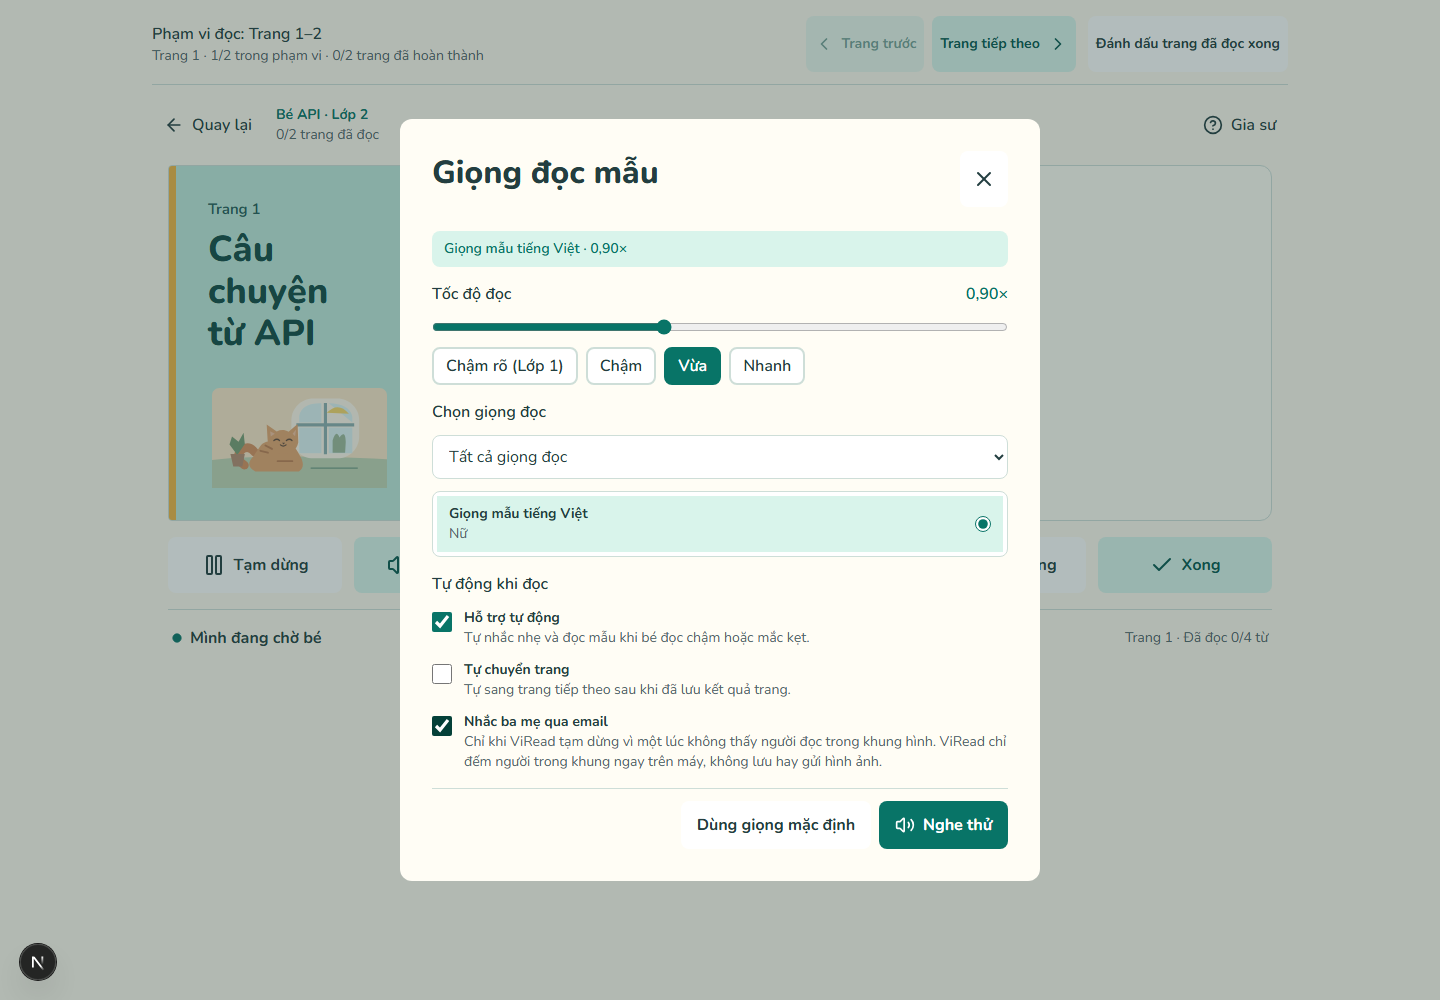 Phạm vi đọc: Trang 1–2
Trang 1 · 1/2 trong phạm vi · 0/2 trang đã hoàn thành
Trang trước
Trang tiếp theo
Đánh dấu trang đã đọc xong
Quay lại
Bé API · Lớp 2
0/2 trang đã đọc
Gia sư
Trang 1
Câu
chuyện
từ API
Giọng đọc mẫu
Giọng mẫu tiếng Việt · 0,90×
Tốc độ đọc
0,90×
Chậm rõ (Lớp 1)
Chậm
Vừa
Nhanh
Chọn giọng đọc
Tất cả giọng đọc
Giọng mẫu tiếng Việt
Nữ
Tự động khi đọc
Hỗ trợ tự động
Tự nhắc nhẹ và đọc mẫu khi bé đọc chậm hoặc mắc kẹt.
Tự chuyển trang
Tự sang trang tiếp theo sau khi đã lưu kết quả trang.
Nhắc ba mẹ qua email
Chỉ khi ViRead tạm dừng vì một lúc không thấy người đọc trong khung hình. ViRead chỉ
đếm người trong khung ngay trên máy, không lưu hay gửi hình ảnh.
Dùng giọng mặc định
Nghe thử
Tạm dừng
ng
Xong
Mình đang chờ bé
Trang 1 · Đã đọc 0/4 từ
N